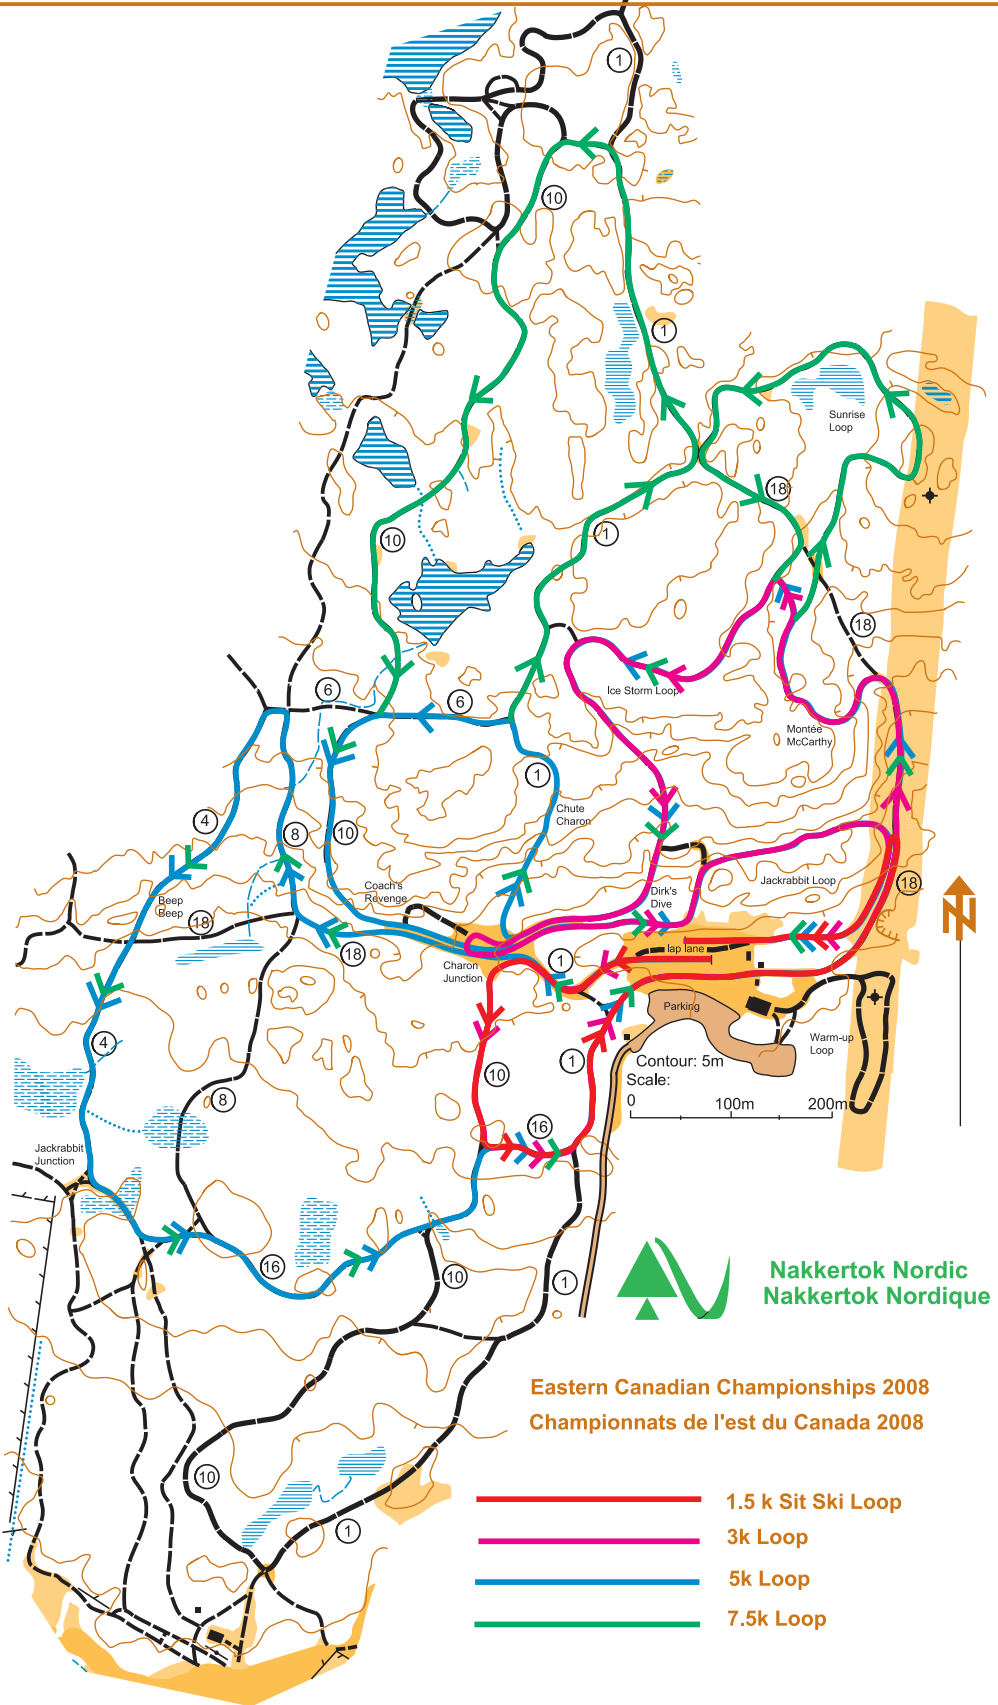 1
10
1
Sunrise
Loop
18
1
10
18
6
6
Ice Storm Loop
Montée
McCarthy
1
Chute
Charon
4
8
10
Coach's
Revenge
Jackrabbit Loop
18
Dirk's
Dive
Beep
Beep
18
18
Charon
Junction
1
lap lane
Parking
N
4
Warm-up
Loop
1
10
Contour: 5m
Scale:
0
100m
200m
8
16
Jackrabbit
Junction
16
10
1
Nakkertok Nordic
Nakkertok Nordique
Eastern Canadian Championships 2008
Championnats de l'est du Canada 2008
10
1
1.5 k Sit Ski Loop
3k Loop
5k Loop
7.5k Loop